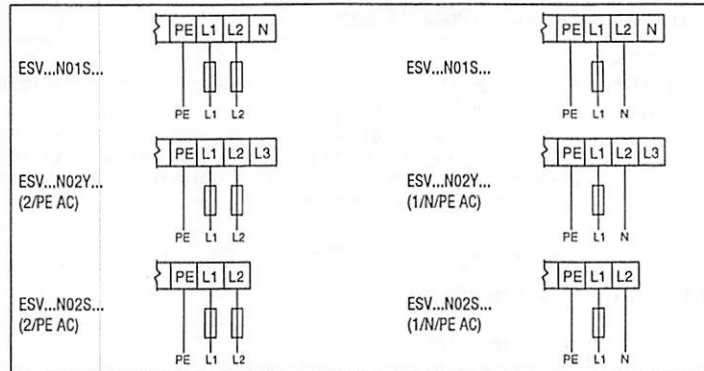 PE L1 L2 N
ESV...N01S...
PE L1 L2
PE L1 L2 N
ESV...N01S...
PE L1 N
PE L1 L2 L3
ESV...N02Y...
(2/PE AC)
PE L1 L2
PE L1 L2 L3
ESV...N02Y...
(1/N/PE AC)
PE L1 N
PE L1 L2
ESV...N02S...
(2/PE AC)
PE L1 L2
PE L1 L2
ESV...N02S...
(1/N/PE AC)
PE L1 N